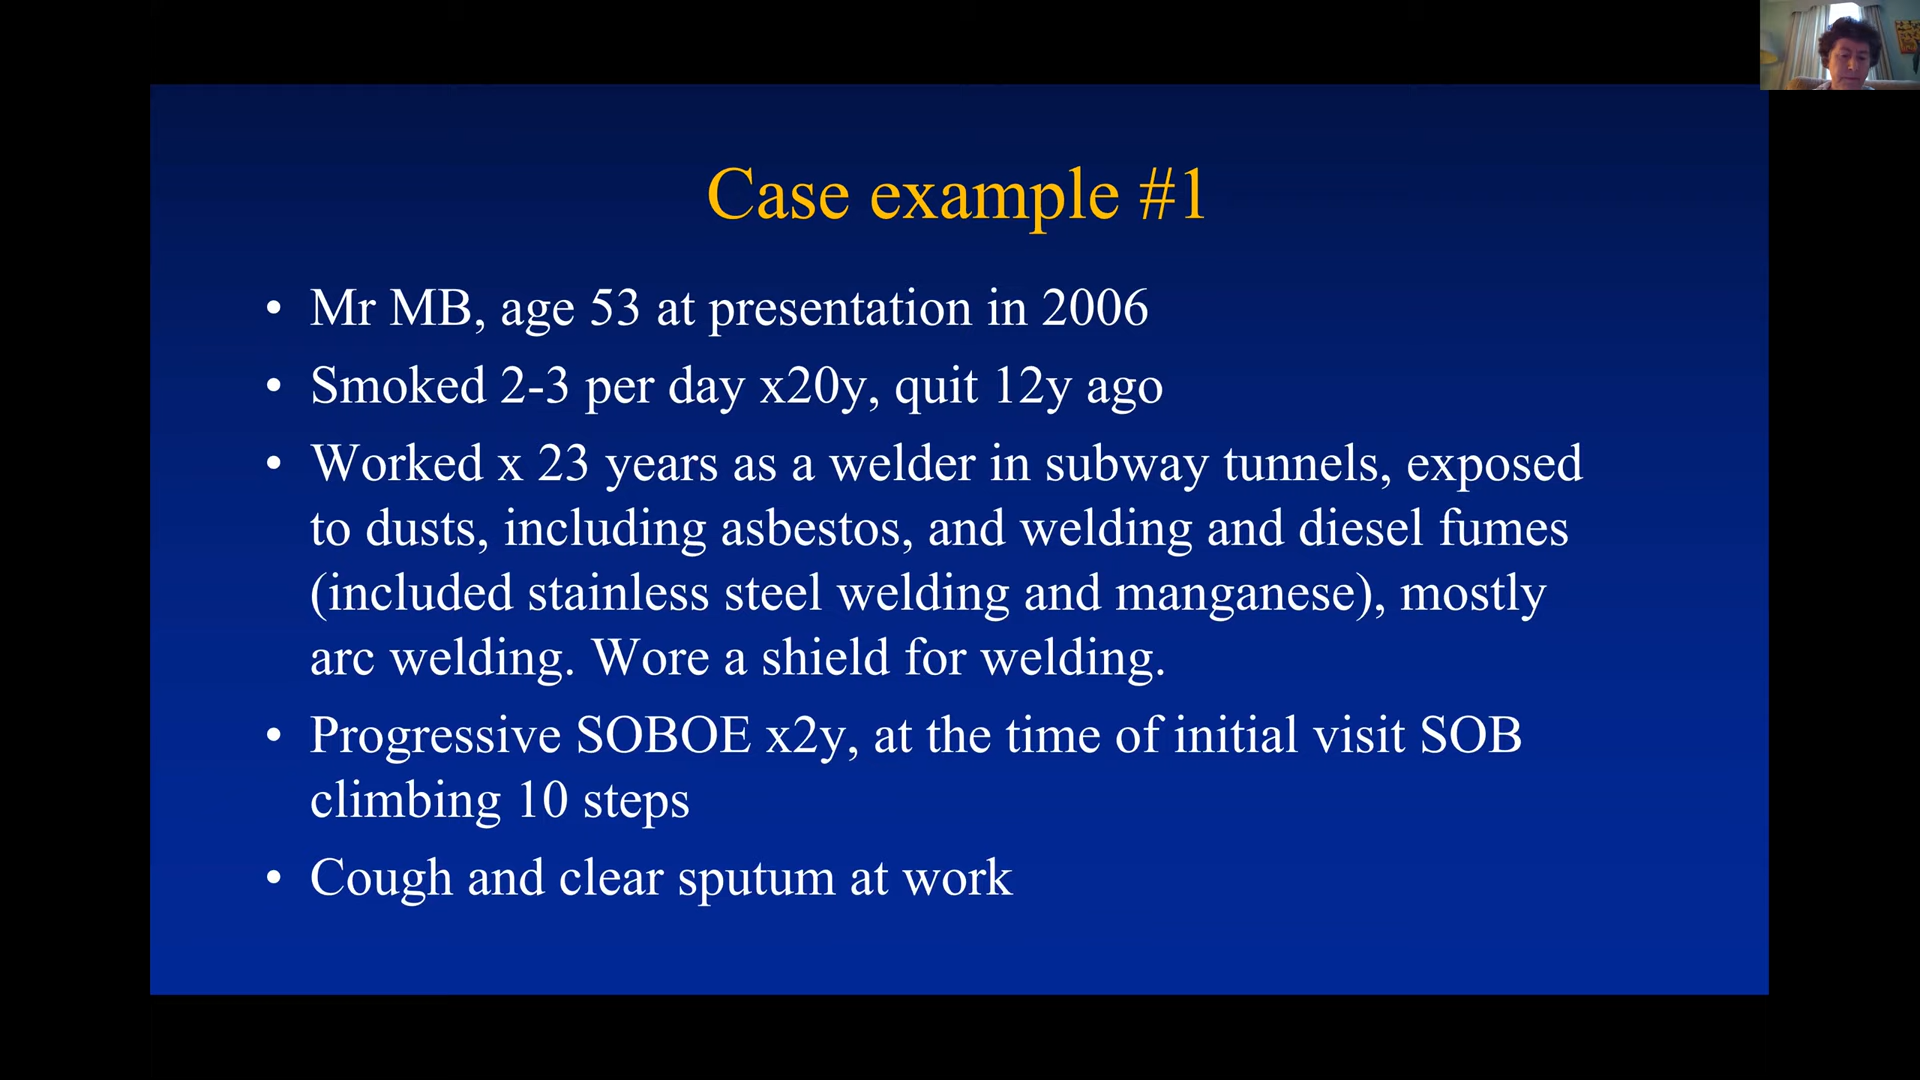 Case example #1
• Mr MB, age 53 at presentation in 2006
• Smoked 2-3 per day x20y, quit 12y ago
• Worked x 23 years as a welder in subway tunnels, exposed
to dusts, including asbestos, and welding and diesel fumes
(included stainless steel welding and manganese), mostly
arc welding. Wore a shield for welding.
• Progressive SOBOE x2y, at the time of initial visit SOB
climbing 10 steps
• Cough and clear sputum at work